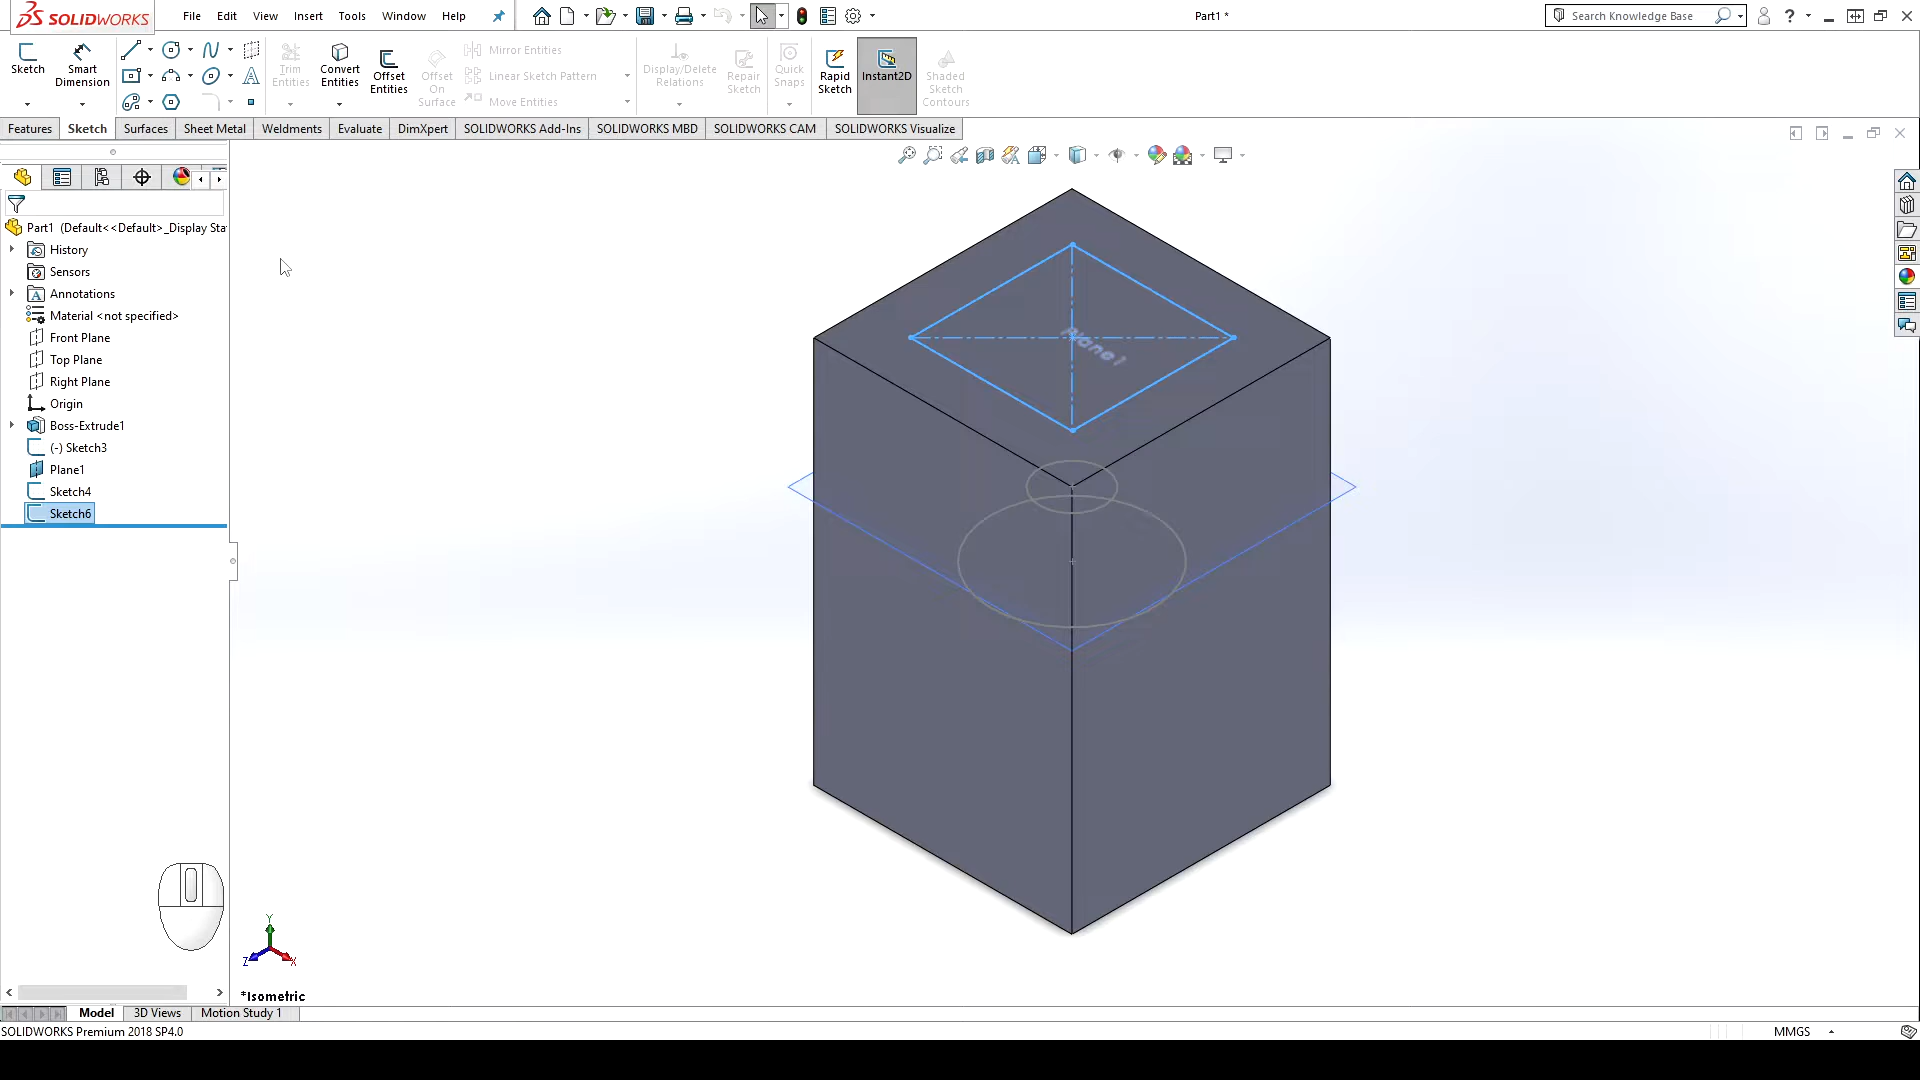 SOLIDWORKS File Edit View Insert Tools Window Help Part1 * Search Knowledge Base ?
Sketch Smart Dimension Trim Entities Convert Entities Offset Entities Offset On Surface Mirror Entities Linear Sketch Pattern Move Entities Display/Delete Relations Repair Sketch Quick Snaps Rapid Sketch Instant2D Shaded Sketch Contours
Features Sketch Surfaces Sheet Metal Weldments Evaluate DimXpert SOLIDWORKS Add-Ins SOLIDWORKS MBD SOLIDWORKS CAM SOLIDWORKS Visualize
Part1 (Default<<Default>_Display Sta
History
Sensors
Annotations
Material <not specified>
Front Plane
Top Plane
Right Plane
Origin
Boss-Extrude1
(-) Sketch3
Plane1
Sketch4
Sketch6
Plane1
Y
Z X
*Isometric
Model 3D Views Motion Study 1
SOLIDWORKS Premium 2018 SP4.0 MMGS